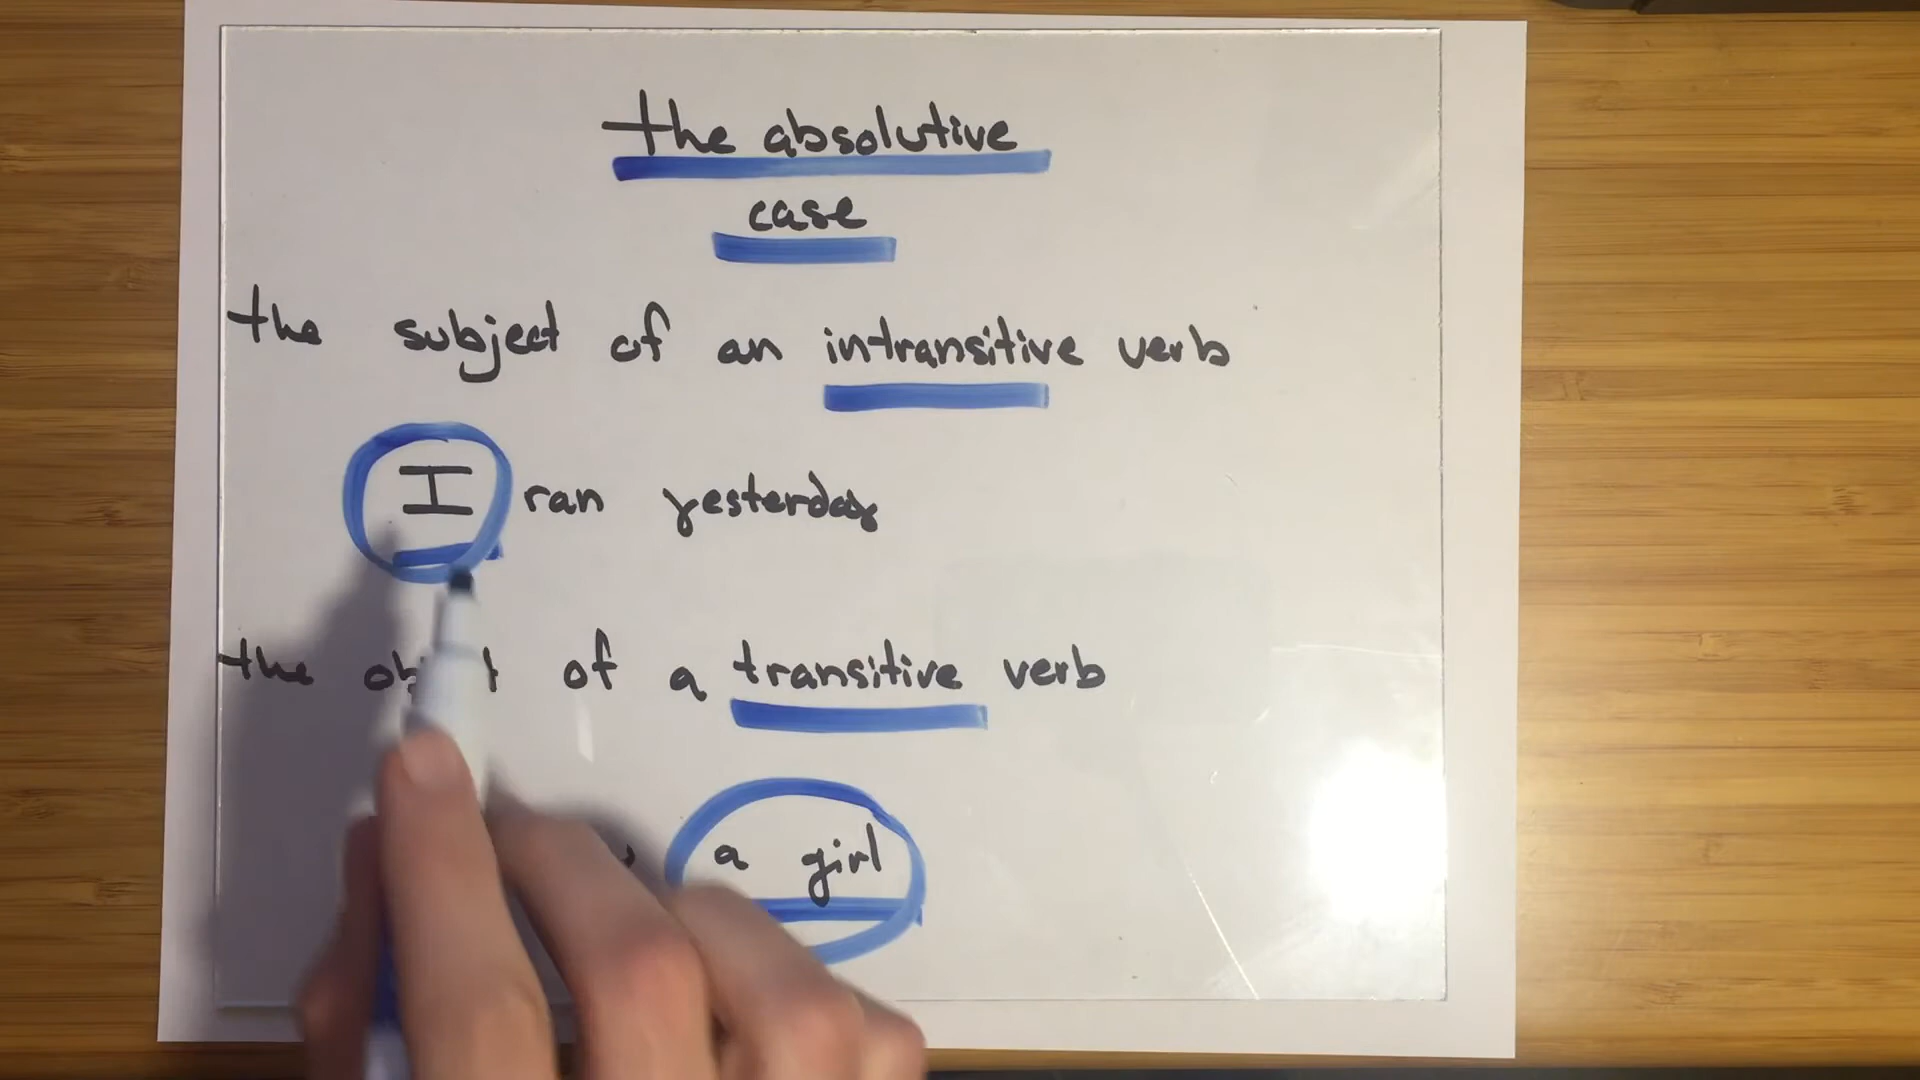 the absolutive
case
the subject of an intransitive verb
I ran yesterday
the of a transitive verb
a girl